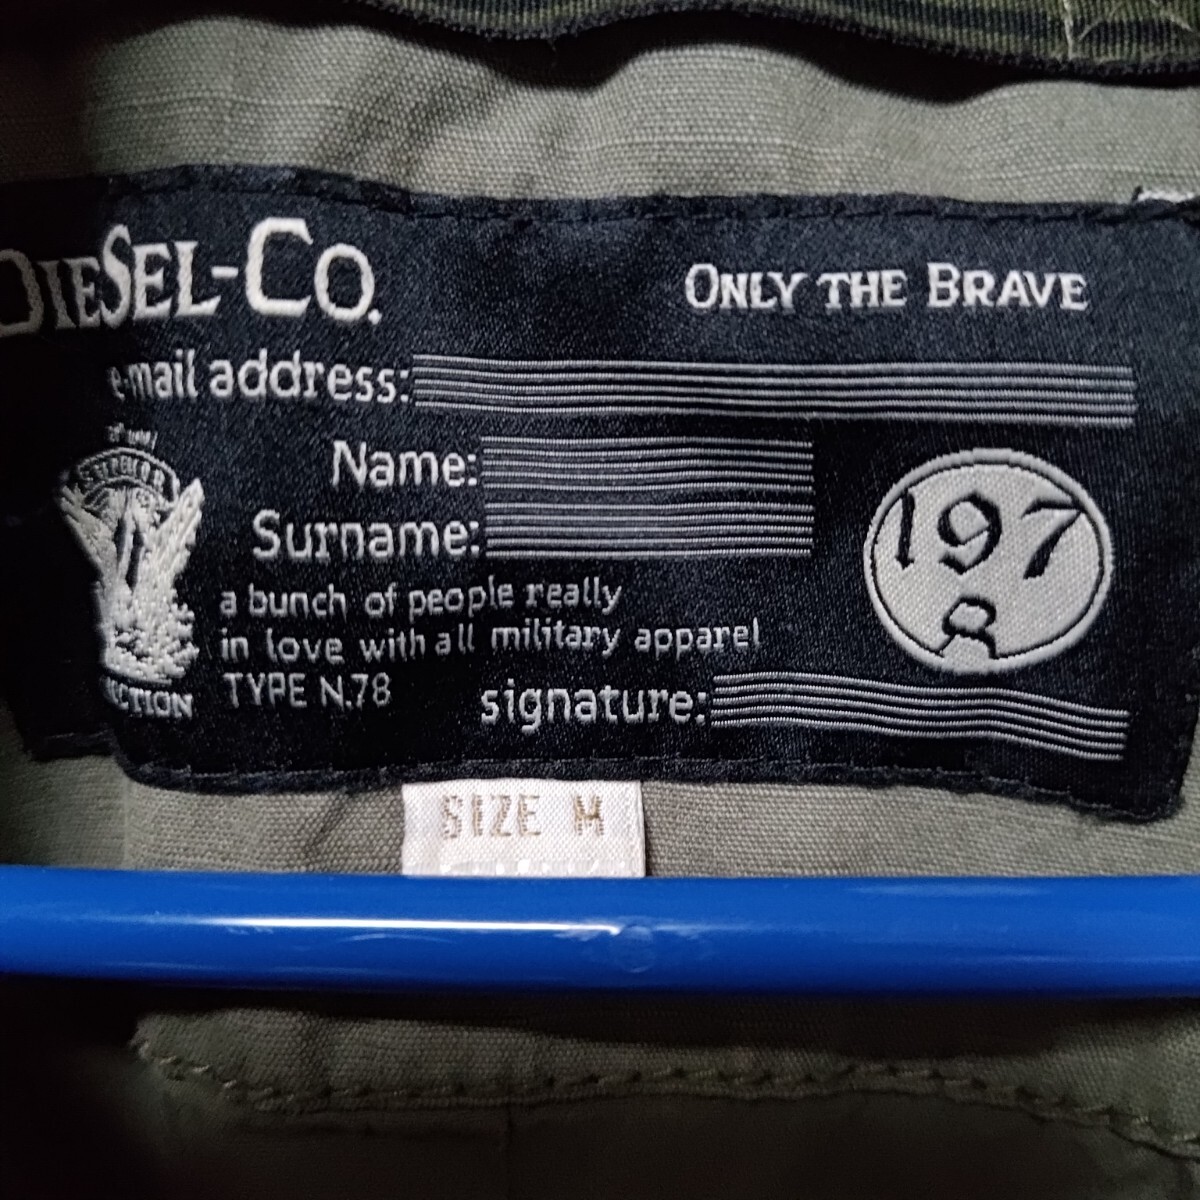 DIESEL-CO.
ONLY THE BRAVE
e-mail address:
Name:
Surname:
a bunch of people really
in love with all military apparel
TYPE N.78
signature:
1978
SIZE M